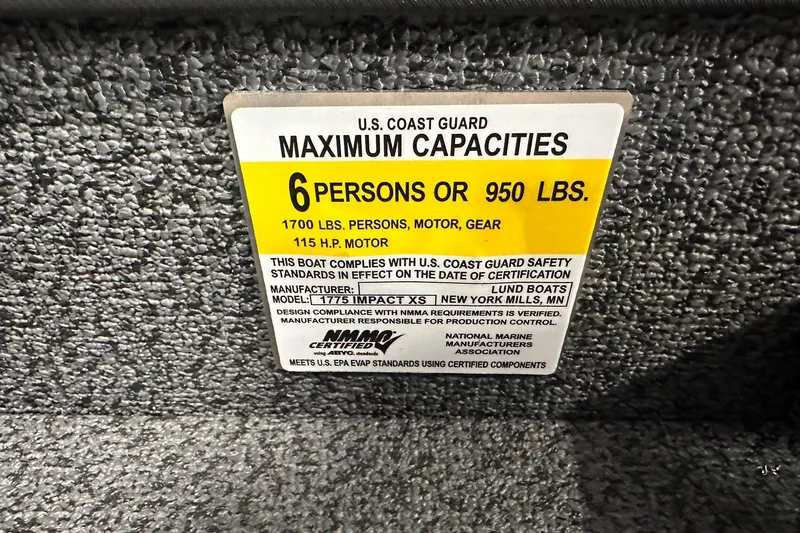 U.S. COAST GUARD
MAXIMUM CAPACITIES
6 PERSONS OR 950 LBS.
1700 LBS. PERSONS, MOTOR, GEAR
115 H.P. MOTOR
THIS BOAT COMPLIES WITH U.S. COAST GUARD SAFETY
STANDARDS IN EFFECT ON THE DATE OF CERTIFICATION
MANUFACTURER: LUND BOATS
MODEL: 1775 IMPACT XS NEW YORK MILLS, MN
DESIGN COMPLIANCE WITH NMMA REQUIREMENTS IS VERIFIED.
MANUFACTURER RESPONSIBLE FOR PRODUCTION CONTROL.
NMMA
CERTIFIED
using ABYC. standards
NATIONAL MARINE
MANUFACTURERS
ASSOCIATION
MEETS U.S. EPA EVAP STANDARDS USING CERTIFIED COMPONENTS